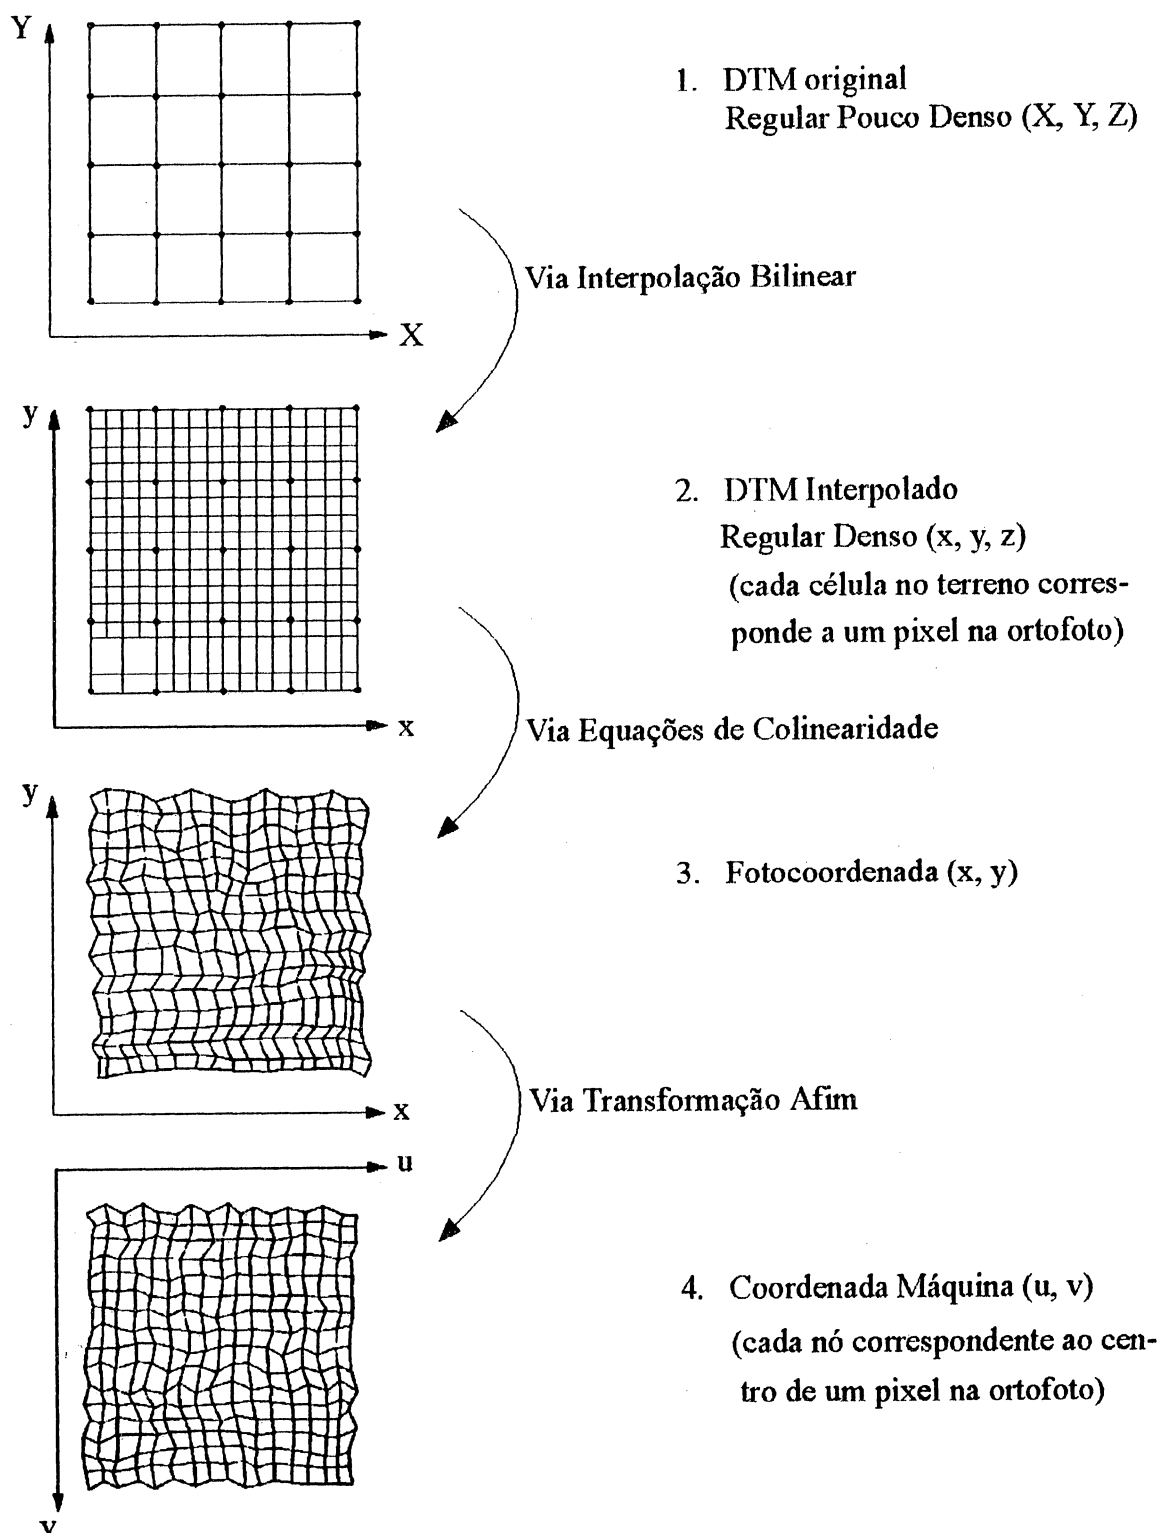 Y
1. DTM original
Regular Pouco Denso (X, Y, Z)
Via Interpolação Bilinear
X
y
2. DTM Interpolado
Regular Denso (x, y, z)
(cada célula no terreno corres-
ponde a um pixel na ortofoto)
x
Via Equações de Colinearidade
y
3. Fotocoordenada (x, y)
x
Via Transformação Afim
u
4. Coordenada Máquina (u, v)
(cada nó correspondente ao cen-
tro de um pixel na ortofoto)
v